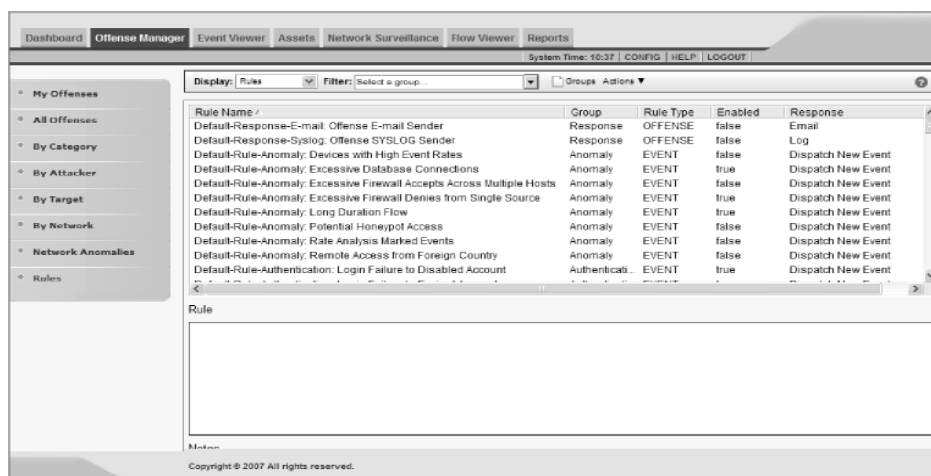 Dashboard Offense Manager Event Viewer Assets Network Surveillance Flow Viewer Reports
System Time: 10:37 | CONFIG | HELP | LOGOUT
My Offenses
All Offenses
By Category
By Attacker
By Target
By Network
Network Anomalies
Rules
Display: Rules Filter: Select a group... Groups Actions ▼
Rule Name Group Rule Type Enabled Response
Default-Response-E-mail: Offense E-mail Sender Response OFFENSE false Email
Default-Response-Syslog: Offense SYSLOG Sender Response OFFENSE false Log
Default-Rule-Anomaly: Devices with High Event Rates Anomaly EVENT false Dispatch New Event
Default-Rule-Anomaly: Excessive Database Connections Anomaly EVENT true Dispatch New Event
Default-Rule-Anomaly: Excessive Firewall Accepts Across Multiple Hosts Anomaly EVENT false Dispatch New Event
Default-Rule-Anomaly: Excessive Firewall Denies from Single Source Anomaly EVENT true Dispatch New Event
Default-Rule-Anomaly: Long Duration Flow Anomaly EVENT true Dispatch New Event
Default-Rule-Anomaly: Potential Honeypot Access Anomaly EVENT false Dispatch New Event
Default-Rule-Anomaly: Rate Analysis Marked Events Anomaly EVENT false Dispatch New Event
Default-Rule-Anomaly: Remote Access from Foreign Country Anomaly EVENT false Dispatch New Event
Default-Rule-Authentication: Login Failure to Disabled Account Authenticati... EVENT true Dispatch New Event
Rule
Notes
Copyright © 2007 All rights reserved.